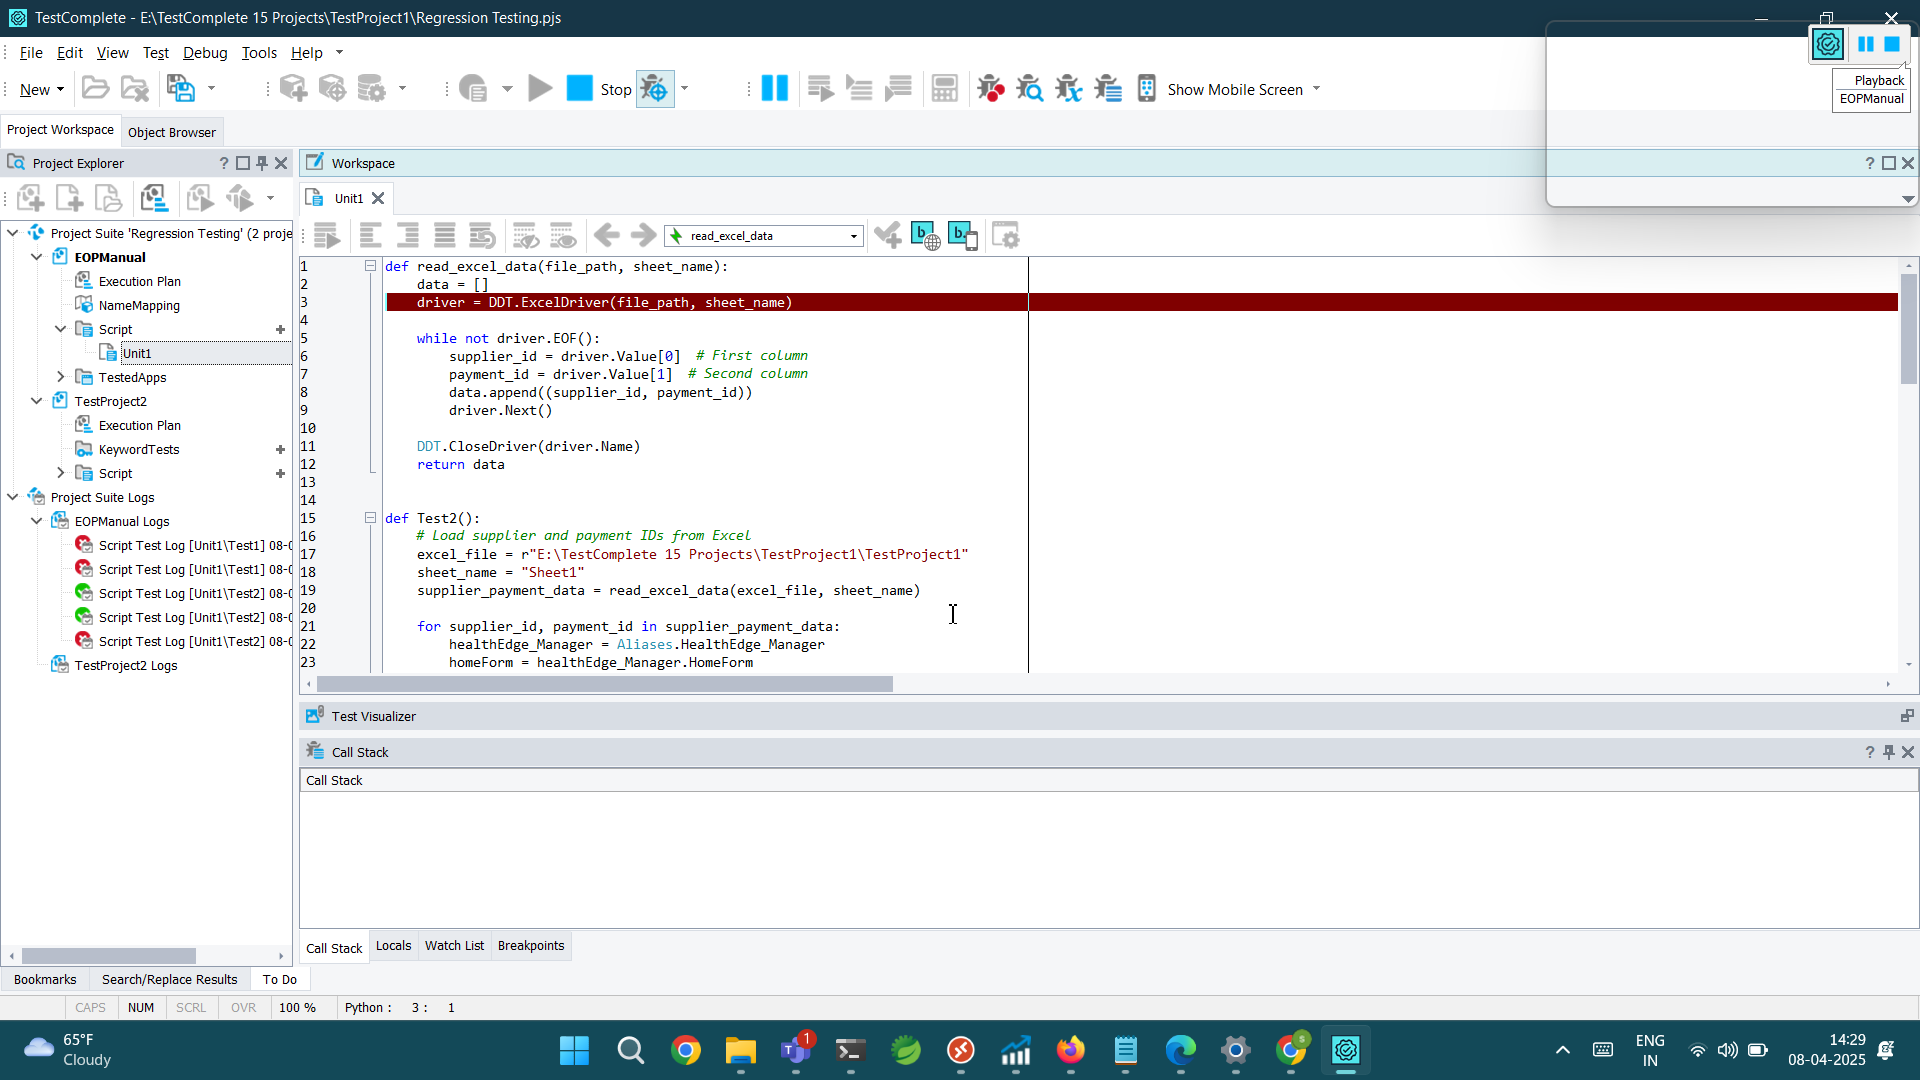 TestComplete - E:\TestComplete 15 Projects\TestProject1\Regression Testing.pjs
File Edit View Test Debug Tools Help
New Stop Show Mobile Screen
Playback
EOPManual
Project Workspace Object Browser
Project Explorer ?
Workspace ?
Unit1
read_excel_data
Project Suite 'Regression Testing' (2 proje
EOPManual
Execution Plan
NameMapping
Script
Unit1
TestedApps
TestProject2
Execution Plan
KeywordTests
Script
Project Suite Logs
EOPManual Logs
Script Test Log [Unit1\Test1] 08-0
Script Test Log [Unit1\Test1] 08-0
Script Test Log [Unit1\Test2] 08-0
Script Test Log [Unit1\Test2] 08-0
Script Test Log [Unit1\Test2] 08-0
TestProject2 Logs
1 def read_excel_data(file_path, sheet_name):
2 data = []
3 driver = DDT.ExcelDriver(file_path, sheet_name)
4
5 while not driver.EOF():
6 supplier_id = driver.Value[0] # First column
7 payment_id = driver.Value[1] # Second column
8 data.append((supplier_id, payment_id))
9 driver.Next()
10
11 DDT.CloseDriver(driver.Name)
12 return data
13
14
15 def Test2():
16 # Load supplier and payment IDs from Excel
17 excel_file = r"E:\TestComplete 15 Projects\TestProject1\TestProject1"
18 sheet_name = "Sheet1"
19 supplier_payment_data = read_excel_data(excel_file, sheet_name)
20
21 for supplier_id, payment_id in supplier_payment_data:
22 healthEdge_Manager = Aliases.HealthEdge_Manager
23 homeForm = healthEdge_Manager.HomeForm
Test Visualizer
Call Stack ?
Call Stack
Call Stack Locals Watch List Breakpoints
Bookmarks Search/Replace Results To Do
CAPS NUM SCRL OVR 100 % Python : 3 : 1
65°F
Cloudy
1
S
ENG
IN
14:29
08-04-2025